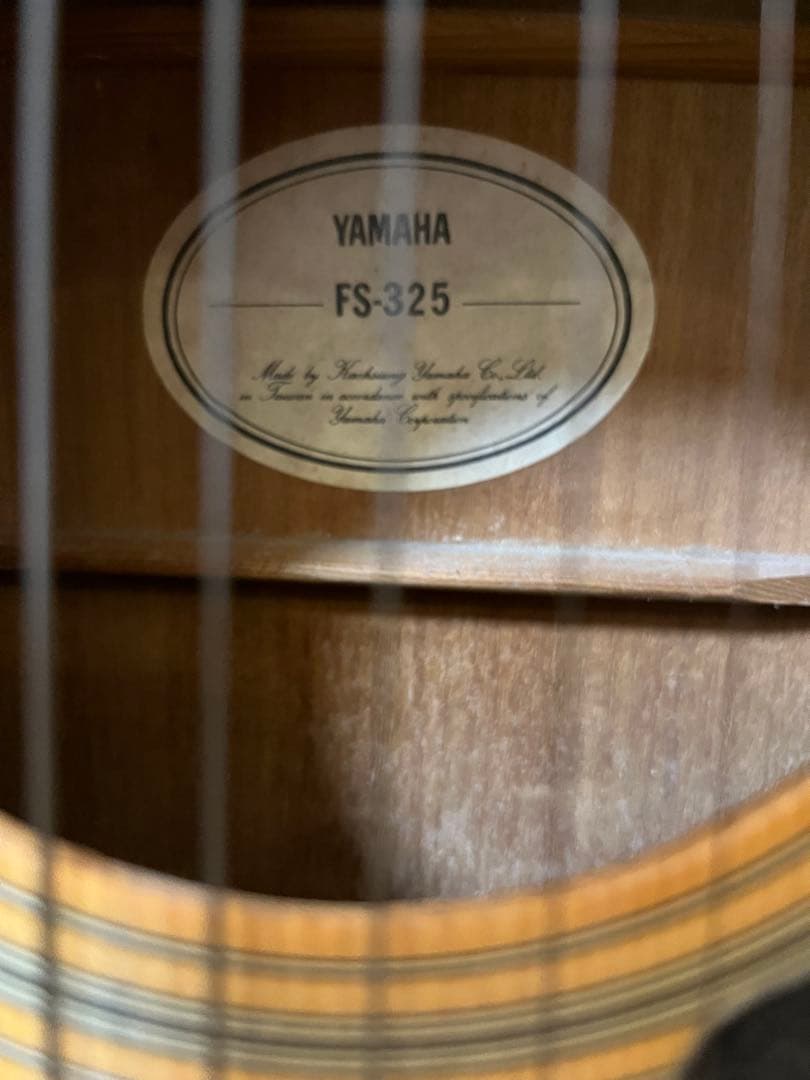 YAMAHA
FS-325
Made by Kaohsiung Yamaha Co., Ltd.
in Taiwan in accordance with specifications of
Yamaha Corporation